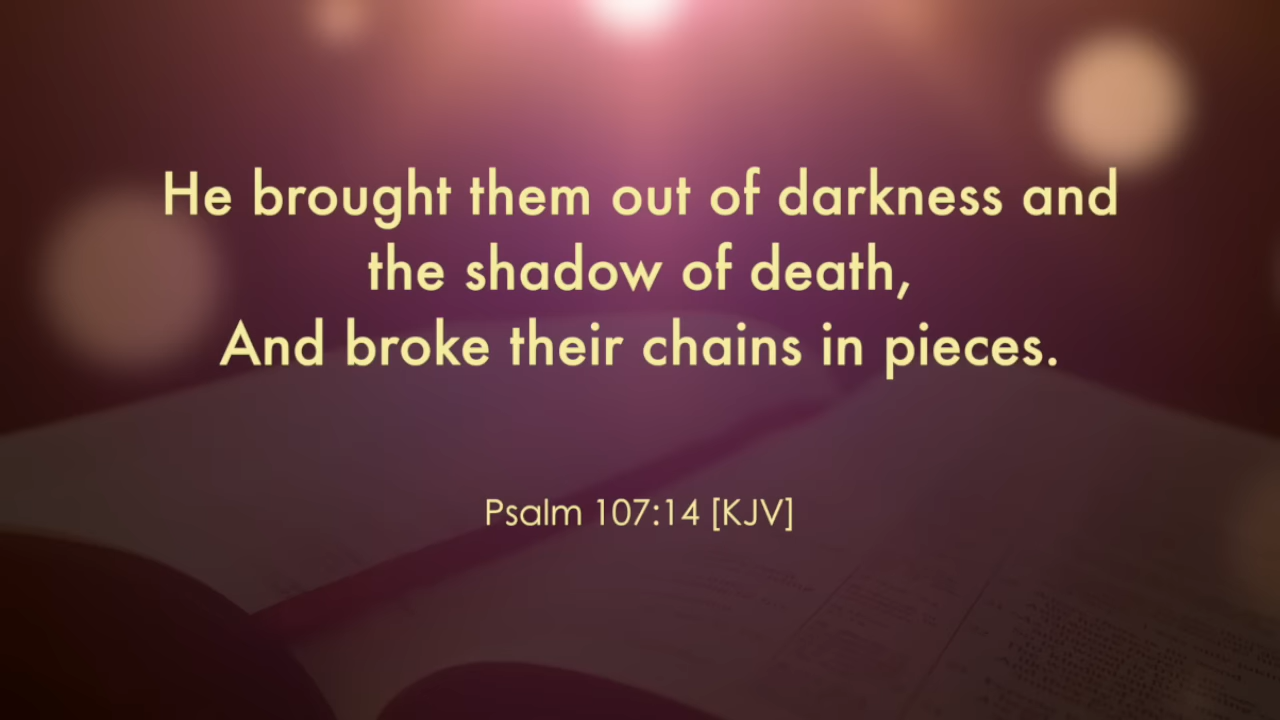 He brought them out of darkness and
the shadow of death,
And broke their chains in pieces.
Psalm 107:14 [KJV]